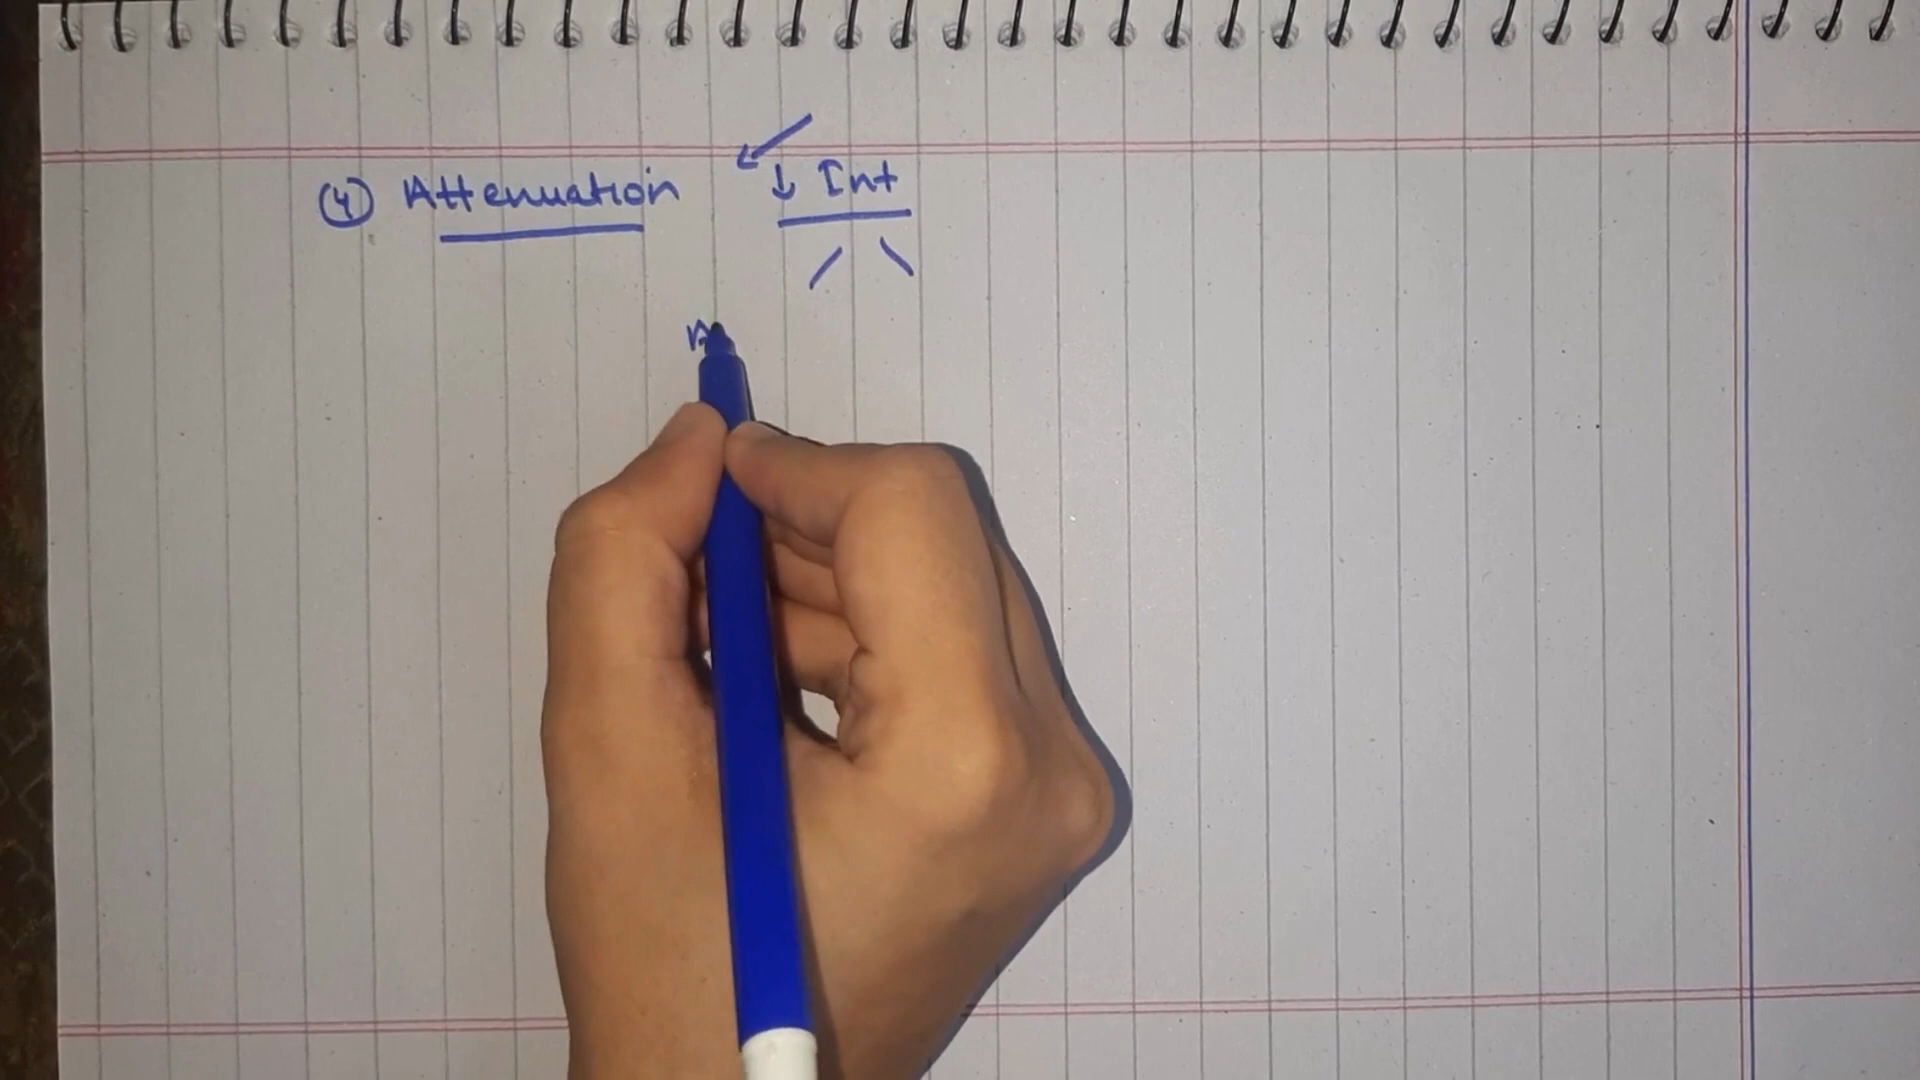 (4) Attenuation ↓ Int
A